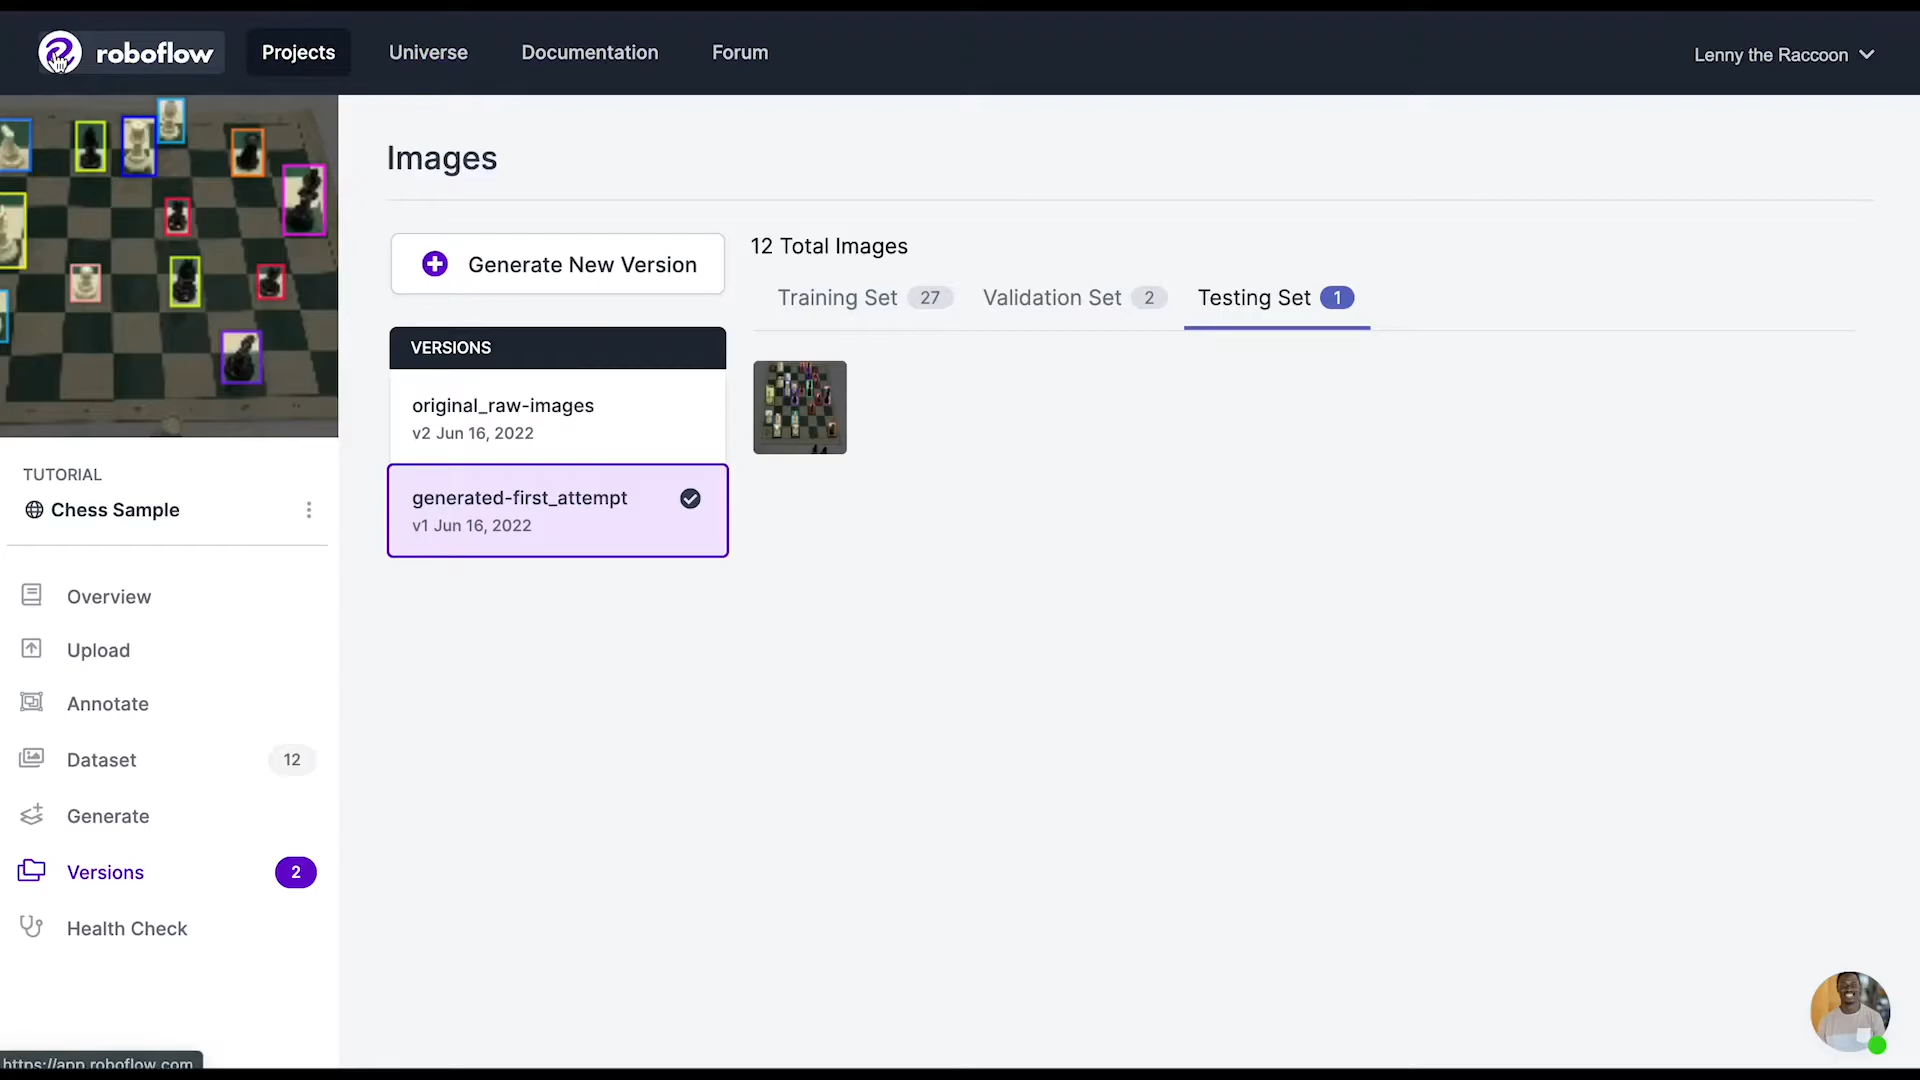 roboflow
Projects
Universe
Documentation
Forum
Lenny the Raccoon
Images
Generate New Version
VERSIONS
original_raw-images
v2 Jun 16, 2022
generated-first_attempt
v1 Jun 16, 2022
12 Total Images
Training Set 27
Validation Set 2
Testing Set 1
TUTORIAL
Chess Sample
Overview
Upload
Annotate
Dataset 12
Generate
Versions 2
Health Check
https://app.roboflow.com